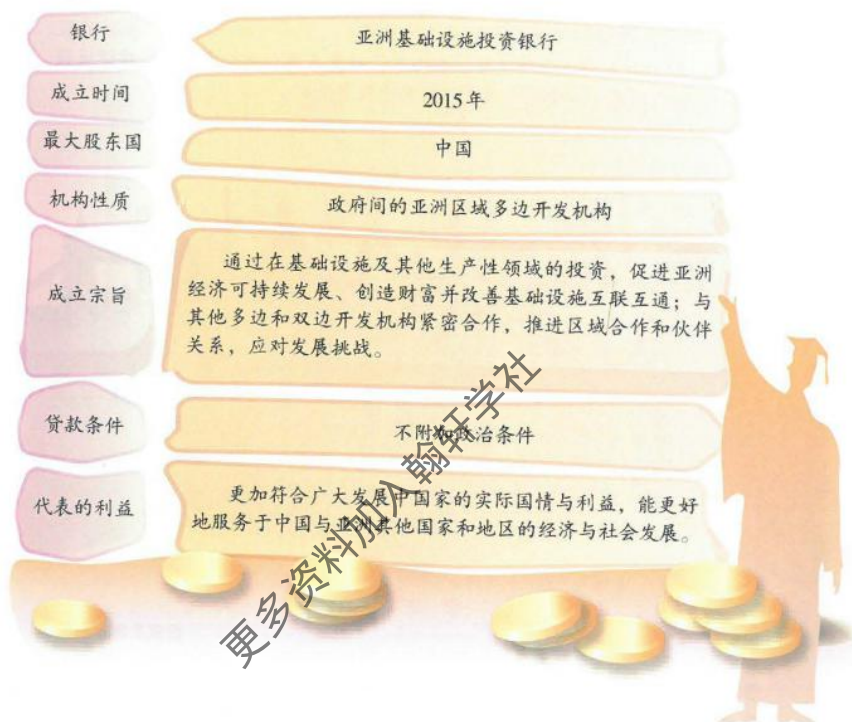 银行
亚洲基础设施投资银行
成立时间
2015年
最大股东国
中国
机构性质
政府间的亚洲区域多边开发机构
成立宗旨
通过在基础设施及其他生产性领域的投资，促进亚洲
经济可持续发展、创造财富并改善基础设施互联互通；与
其他多边和双边开发机构紧密合作，推进区域合作和伙伴
关系，应对发展挑战。
贷款条件
不附加政治条件
代表的利益
更加符合广大发展中国家的实际国情与利益，能更好
地服务于中国与亚洲其他国家和地区的经济与社会发展。
更多资料加入翰轩学社